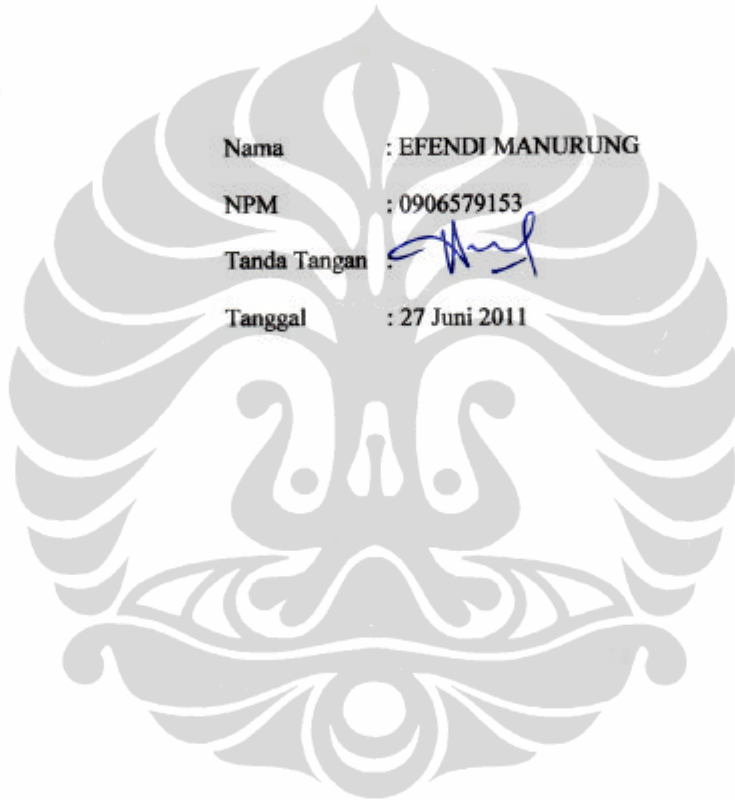 Nama : EFENDI MANURUNG
NPM : 0906579153
Tanda Tangan :
Tanggal : 27 Juni 2011